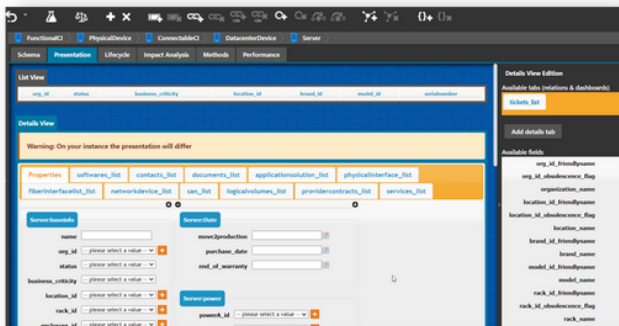 FunctionalCI PhysicalDevice ConnectableCI DatacenterDevice Server
Schema Presentation Lifecycle Impact Analysis Methods Performance
List View
org_id status business_criticity location_id brand_id model_id serialnumber
Details View
Warning: On your instance the presentation will differ
Properties softwares_list contacts_list documents_list applicationsolution_list physicalinterface_list
fiberinterfacelist_list networkdevice_list san_list logicalvolumes_list providercontracts_list services_list
Server:baseinfo
name
org_id -- please select a value --
status -- please select a value --
business_criticity -- please select a value --
location_id -- please select a value --
rack_id -- please select a value --
enclosure_id -- please select a value --
Server:Date
move2production
purchase_date
end_of_warranty
Server:power
powerA_id -- please select a value --
Details View Edition
Available tabs (relations & dashboards)
tickets_list
Add details tab
Available fields
org_id_friendlyname
org_id_obsolescence_flag
organization_name
location_id_friendlyname
location_id_obsolescence_flag
location_name
brand_id_friendlyname
brand_name
model_id_friendlyname
model_name
rack_id_friendlyname
rack_id_obsolescence_flag
rack_name